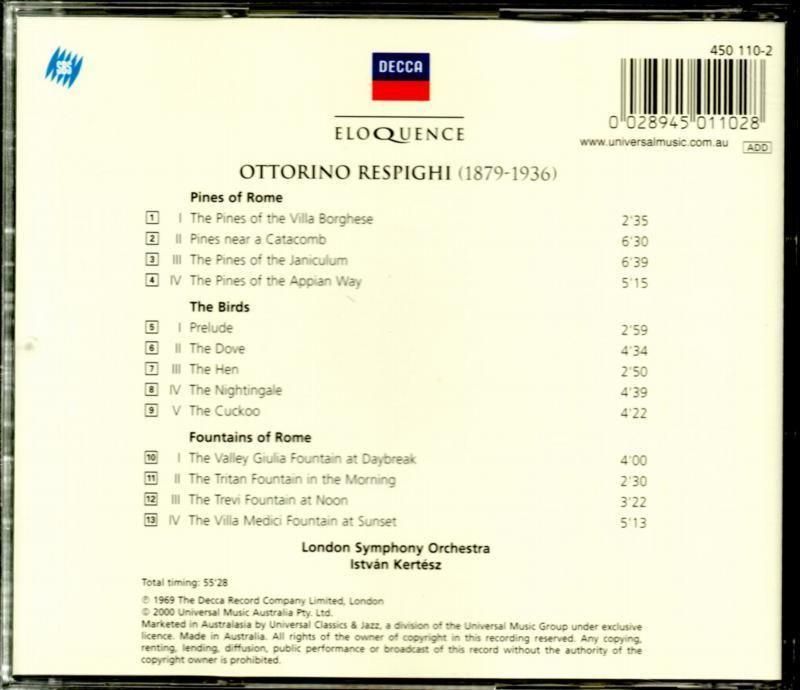 SBS
DECCA
ELOQUENCE
450 110-2
0 028945 011028
www.universalmusic.com.au ADD
OTTORINO RESPIGHI (1879-1936)
Pines of Rome
1 I The Pines of the Villa Borghese 2'35
2 II Pines near a Catacomb 6'30
3 III The Pines of the Janiculum 6'39
4 IV The Pines of the Appian Way 5'15
The Birds
5 I Prelude 2'59
6 II The Dove 4'34
7 III The Hen 2'50
8 IV The Nightingale 4'39
9 V The Cuckoo 4'22
Fountains of Rome
10 I The Valley Giulia Fountain at Daybreak 4'00
11 II The Tritan Fountain in the Morning 2'30
12 III The Trevi Fountain at Noon 3'22
13 IV The Villa Medici Fountain at Sunset 5'13
London Symphony Orchestra
István Kertész
Total timing: 55'28
℗ 1969 The Decca Record Company Limited, London
© 2000 Universal Music Australia Pty. Ltd.
Marketed in Australasia by Universal Classics & Jazz, a division of the Universal Music Group under exclusive
licence. Made in Australia. All rights of the owner of copyright in this recording reserved. Any copying,
renting, lending, diffusion, public performance or broadcast of this record without the authority of the
copyright owner is prohibited.